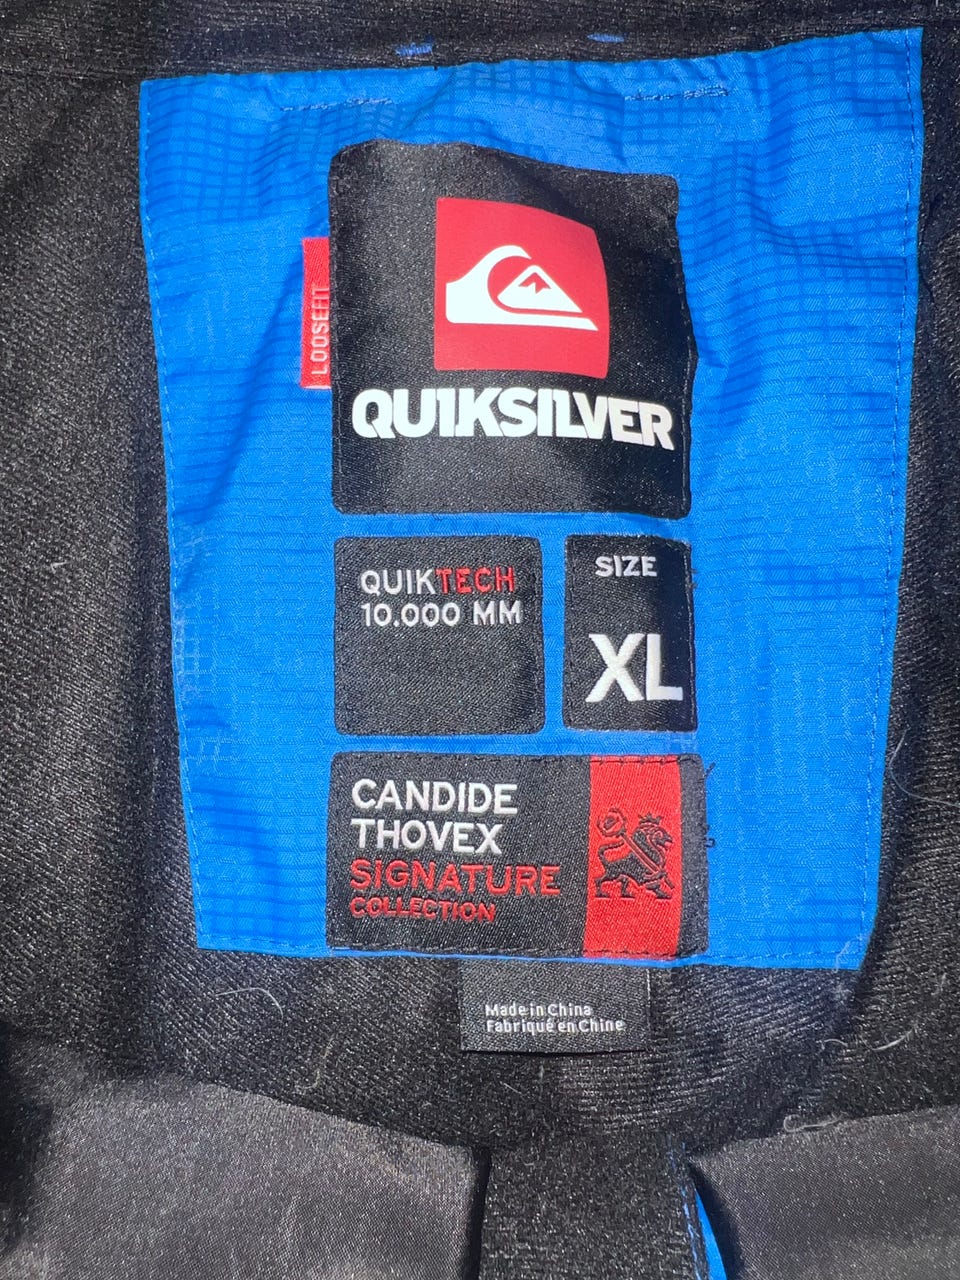 LOOSEFIT
QUIKSILVER
QUIKTECH
10.000 MM
SIZE
XL
CANDIDE
THOVEX
SIGNATURE
COLLECTION
Made in China
Fabriqué en Chine